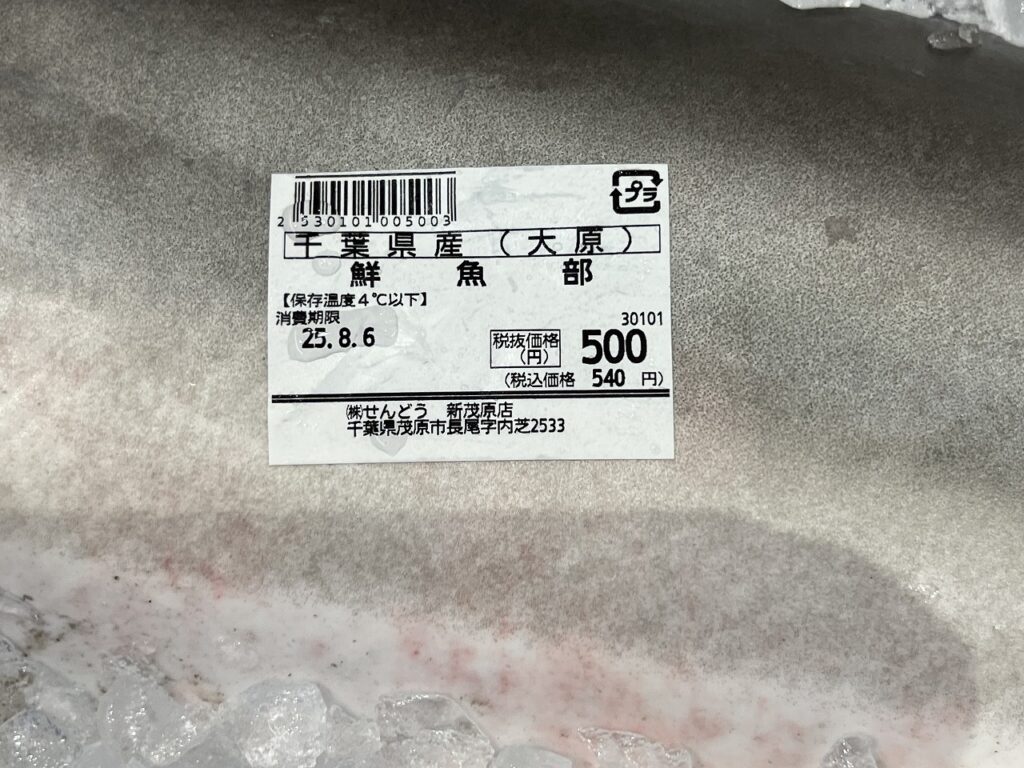 プラ
2 530101 005003
千葉県産（大原）
鮮魚部
【保存温度4℃以下】
消費期限
25.8.6
30101
税抜価格
(円)
500
(税込価格 540 円)
㈱せんどう 新茂原店
千葉県茂原市長尾字内芝2533